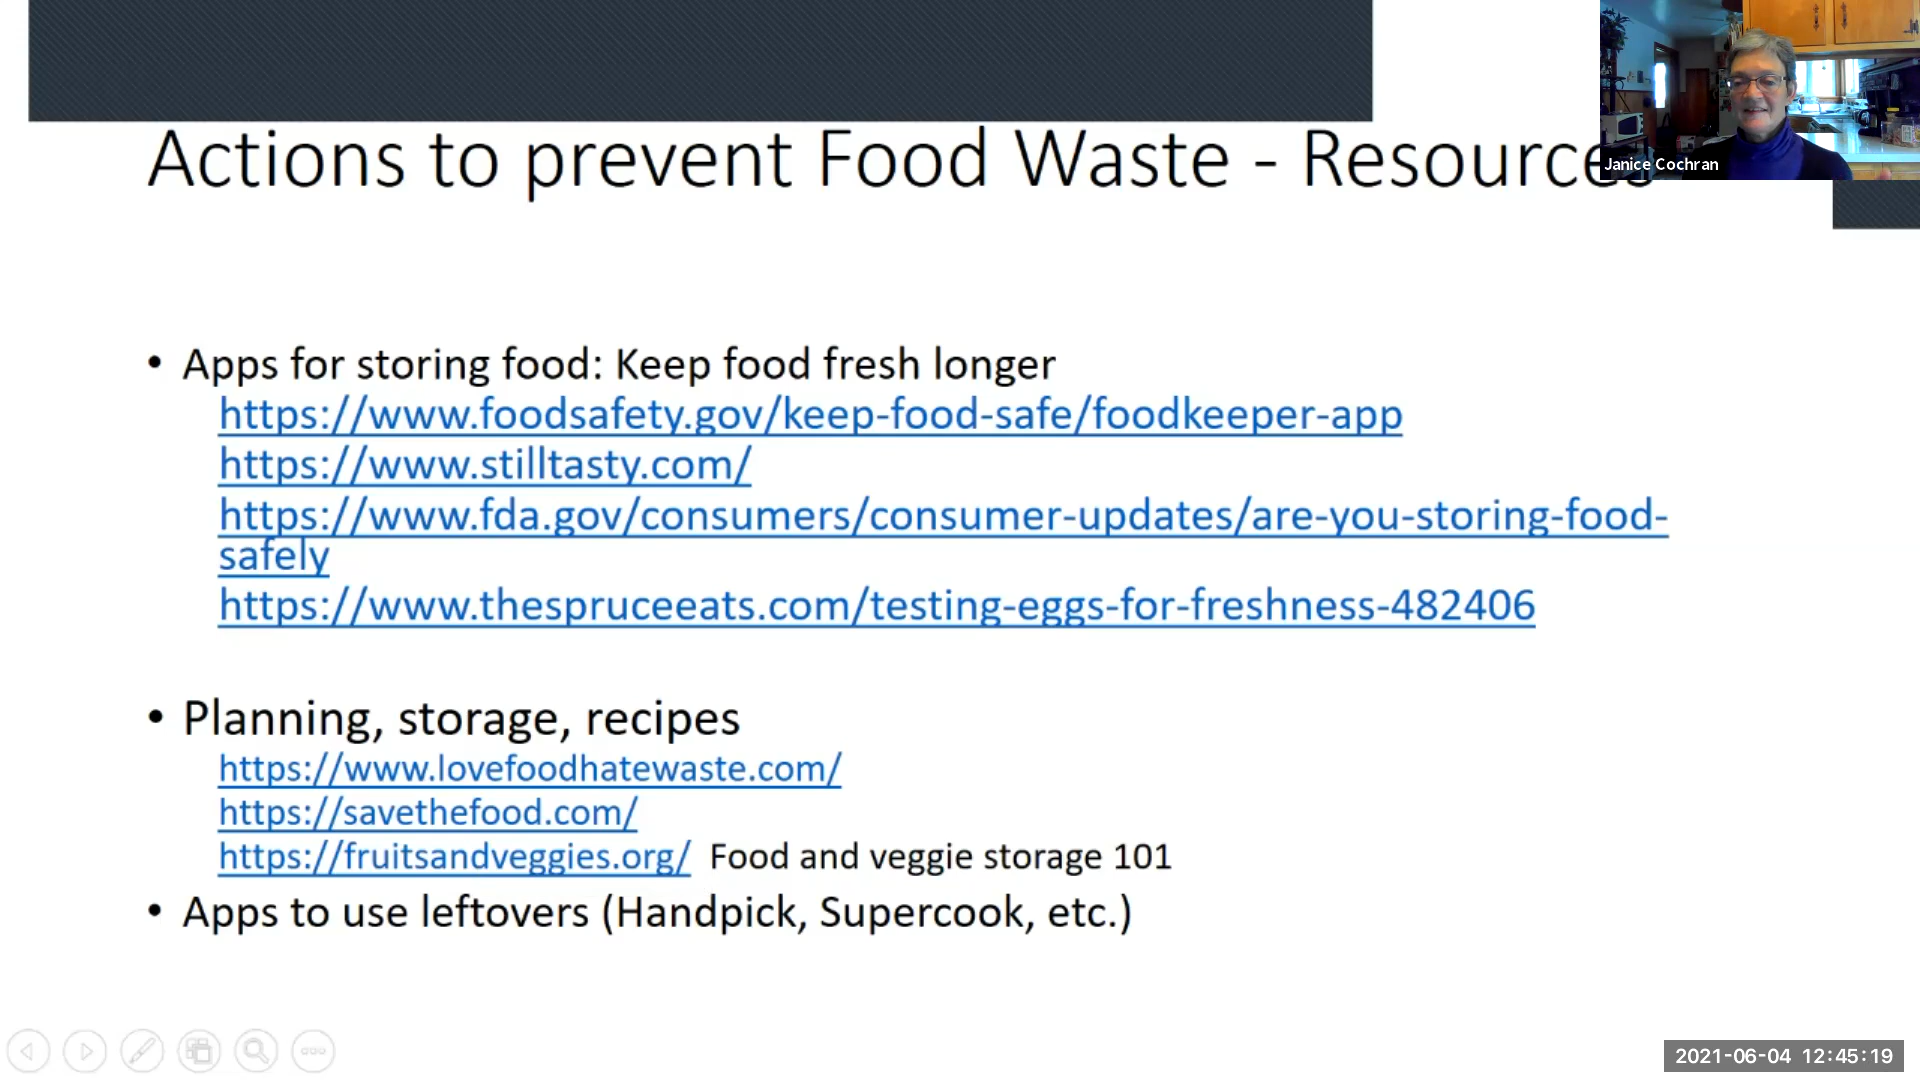 Actions to prevent Food Waste - Resources
Janice Cochran
• Apps for storing food: Keep food fresh longer
https://www.foodsafety.gov/keep-food-safe/foodkeeper-app
https://www.stilltasty.com/
https://www.fda.gov/consumers/consumer-updates/are-you-storing-food-
safely
https://www.thespruceeats.com/testing-eggs-for-freshness-482406
• Planning, storage, recipes
https://www.lovefoodhatewaste.com/
https://savethefood.com/
https://fruitsandveggies.org/ Food and veggie storage 101
• Apps to use leftovers (Handpick, Supercook, etc.)
2021-06-04 12:45:19